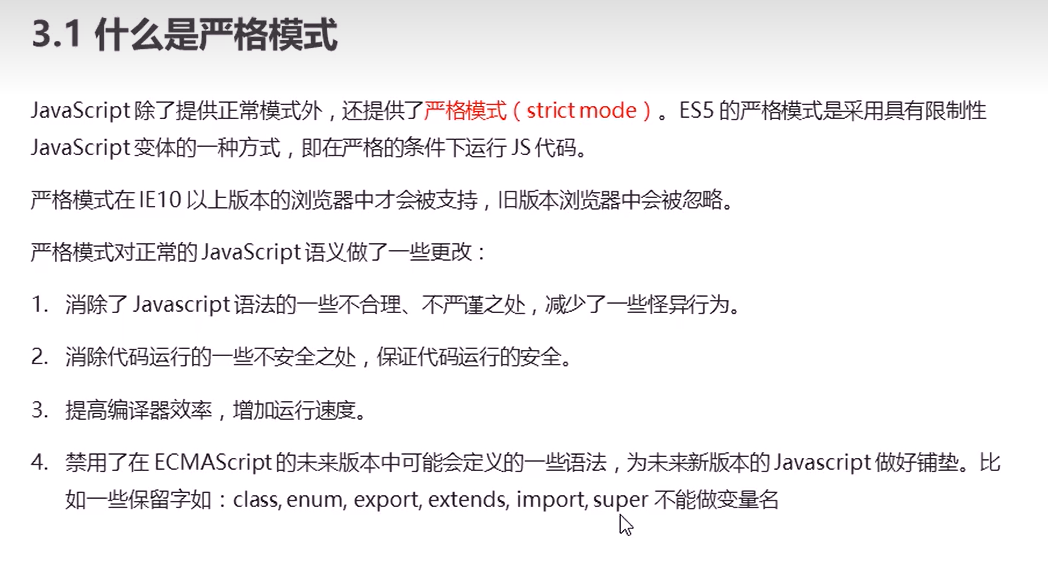 3.1 什么是严格模式
JavaScript 除了提供正常模式外，还提供了严格模式（strict mode）。ES5 的严格模式是采用具有限制性
JavaScript 变体的一种方式，即在严格的条件下运行 JS 代码。
严格模式在 IE10 以上版本的浏览器中才会被支持，旧版本浏览器中会被忽略。
严格模式对正常的 JavaScript 语义做了一些更改：
1. 消除了 Javascript 语法的一些不合理、不严谨之处，减少了一些怪异行为。
2. 消除代码运行的一些不安全之处，保证代码运行的安全。
3. 提高编译器效率，增加运行速度。
4. 禁用了在 ECMAScript 的未来版本中可能会定义的一些语法，为未来新版本的 Javascript 做好铺垫。比
如一些保留字如：class, enum, export, extends, import, super 不能做变量名